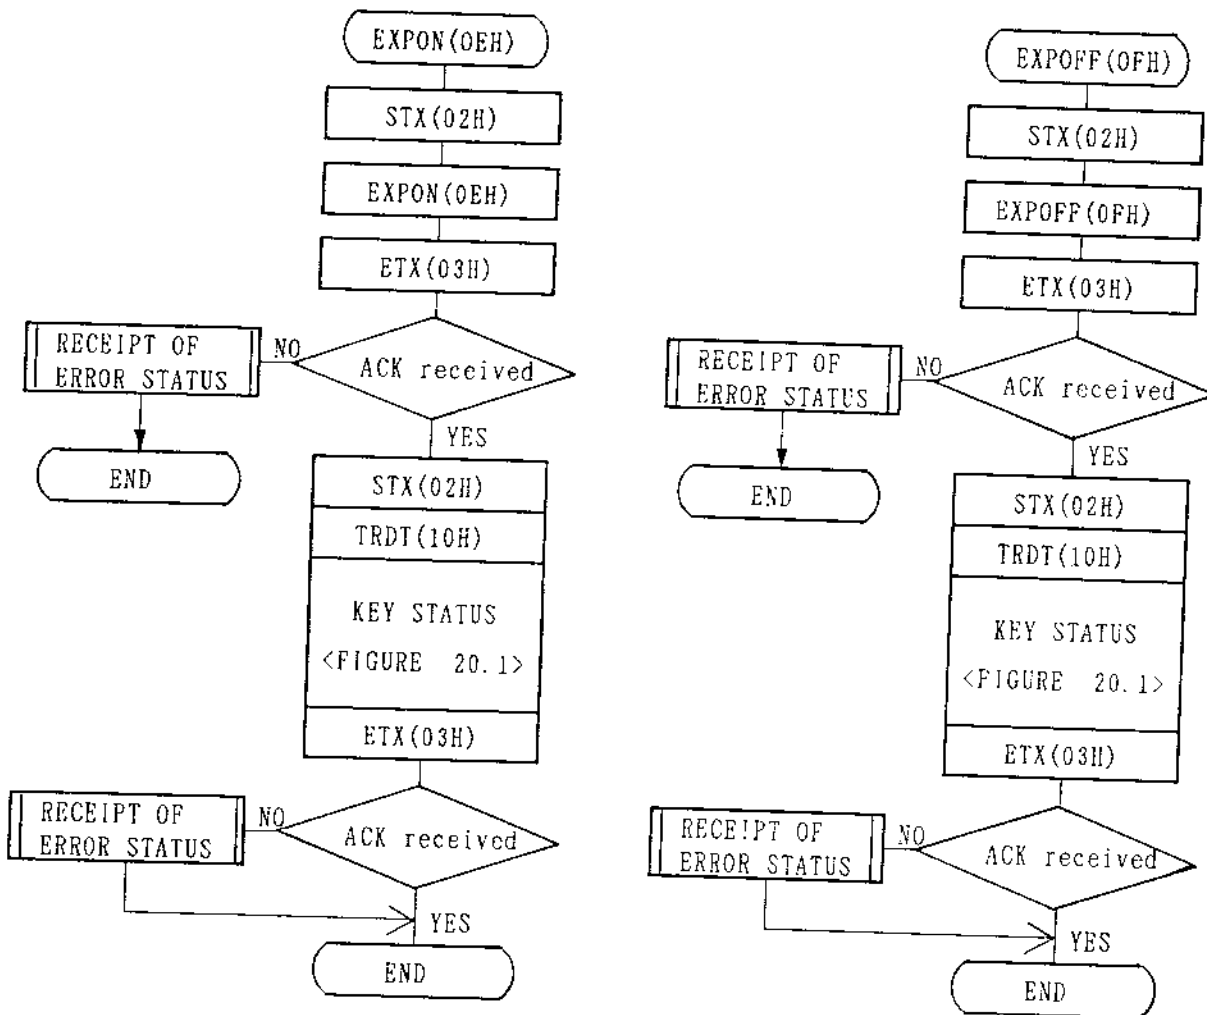 EXPON(0EH)
STX(02H)
EXPON(0EH)
ETX(03H)
RECEIPT OF
ERROR STATUS
NO
ACK received
YES
END
STX(02H)
TRDT(10H)
KEY STATUS
<FIGURE 20.1>
ETX(03H)
RECEIPT OF
ERROR STATUS
NO
ACK received
YES
END
EXPOFF(0FH)
STX(02H)
EXPOFF(0FH)
ETX(03H)
RECEIPT OF
ERROR STATUS
NO
ACK received
YES
END
STX(02H)
TRDT(10H)
KEY STATUS
<FIGURE 20.1>
ETX(03H)
RECEIPT OF
ERROR STATUS
NO
ACK received
YES
END